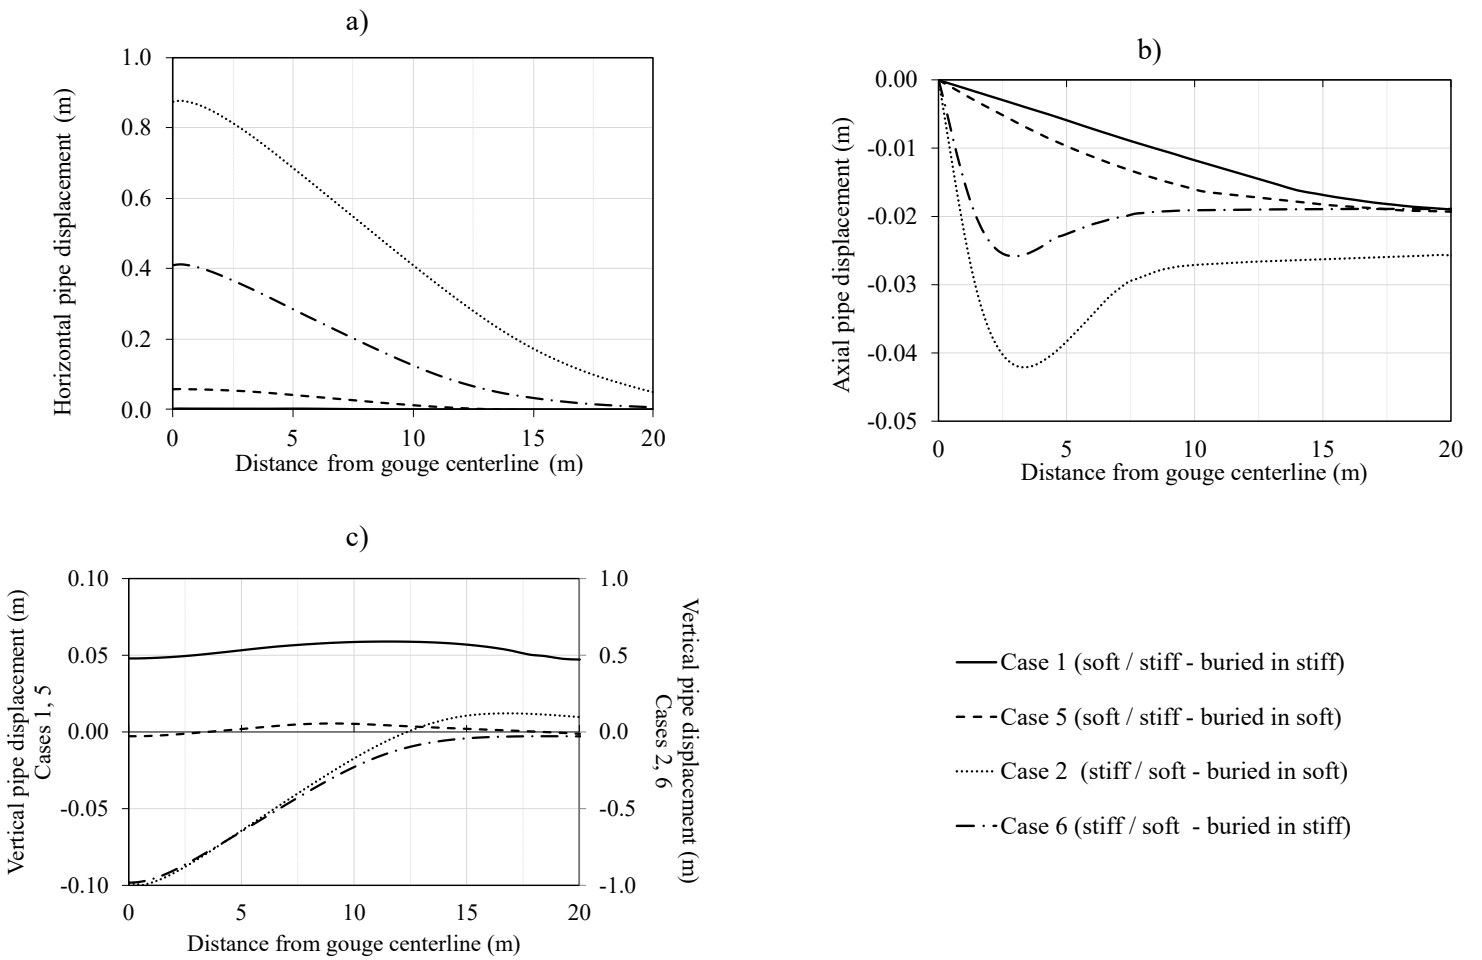 a)
Horizontal pipe displacement (m)
1.0
0.8
0.6
0.4
0.2
0.0
0 5 10 15 20
Distance from gouge centerline (m)
b)
Axial pipe displacement (m)
0.00
-0.01
-0.02
-0.03
-0.04
-0.05
0 5 10 15 20
Distance from gouge centerline (m)
c)
Vertical pipe displacement (m)
Cases 1, 5
0.10
0.05
0.00
-0.05
-0.10
1.0
0.5
0.0
-0.5
-1.0
Vertical pipe displacement (m)
Cases 2, 6
0 5 10 15 20
Distance from gouge centerline (m)
Case 1 (soft / stiff - buried in stiff)
Case 5 (soft / stiff - buried in soft)
Case 2 (stiff / soft - buried in soft)
Case 6 (stiff / soft - buried in stiff)